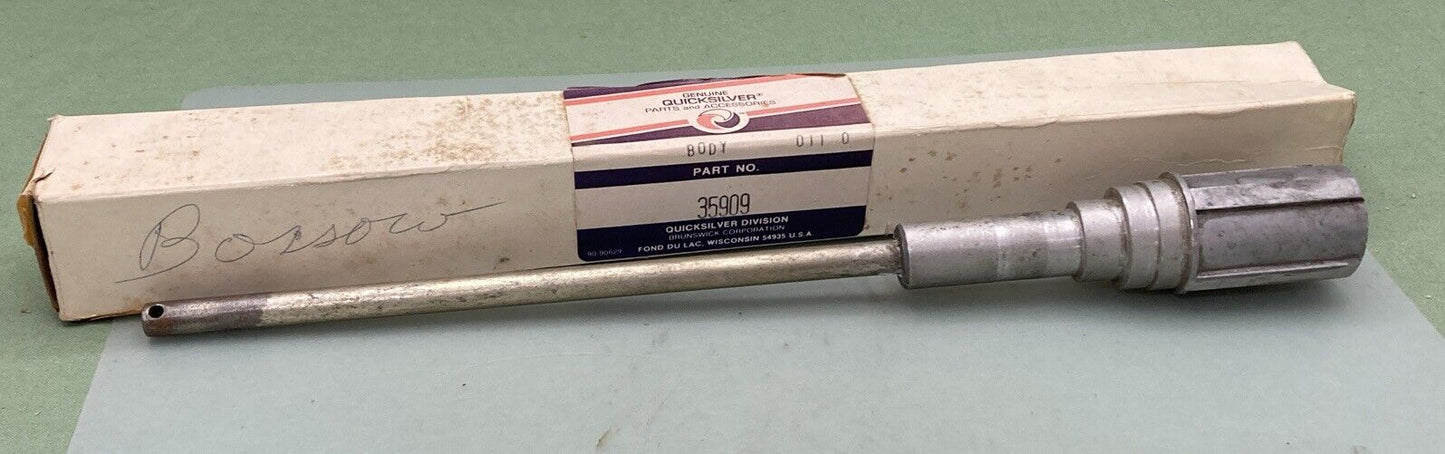 GENUINE
QUICKSILVER®
PARTS and ACCESSORIES
BODY 011 0
PART NO.
35909
QUICKSILVER DIVISION
BRUNSWICK CORPORATION
90-90629 FOND DU LAC, WISCONSIN 54935 U.S.A